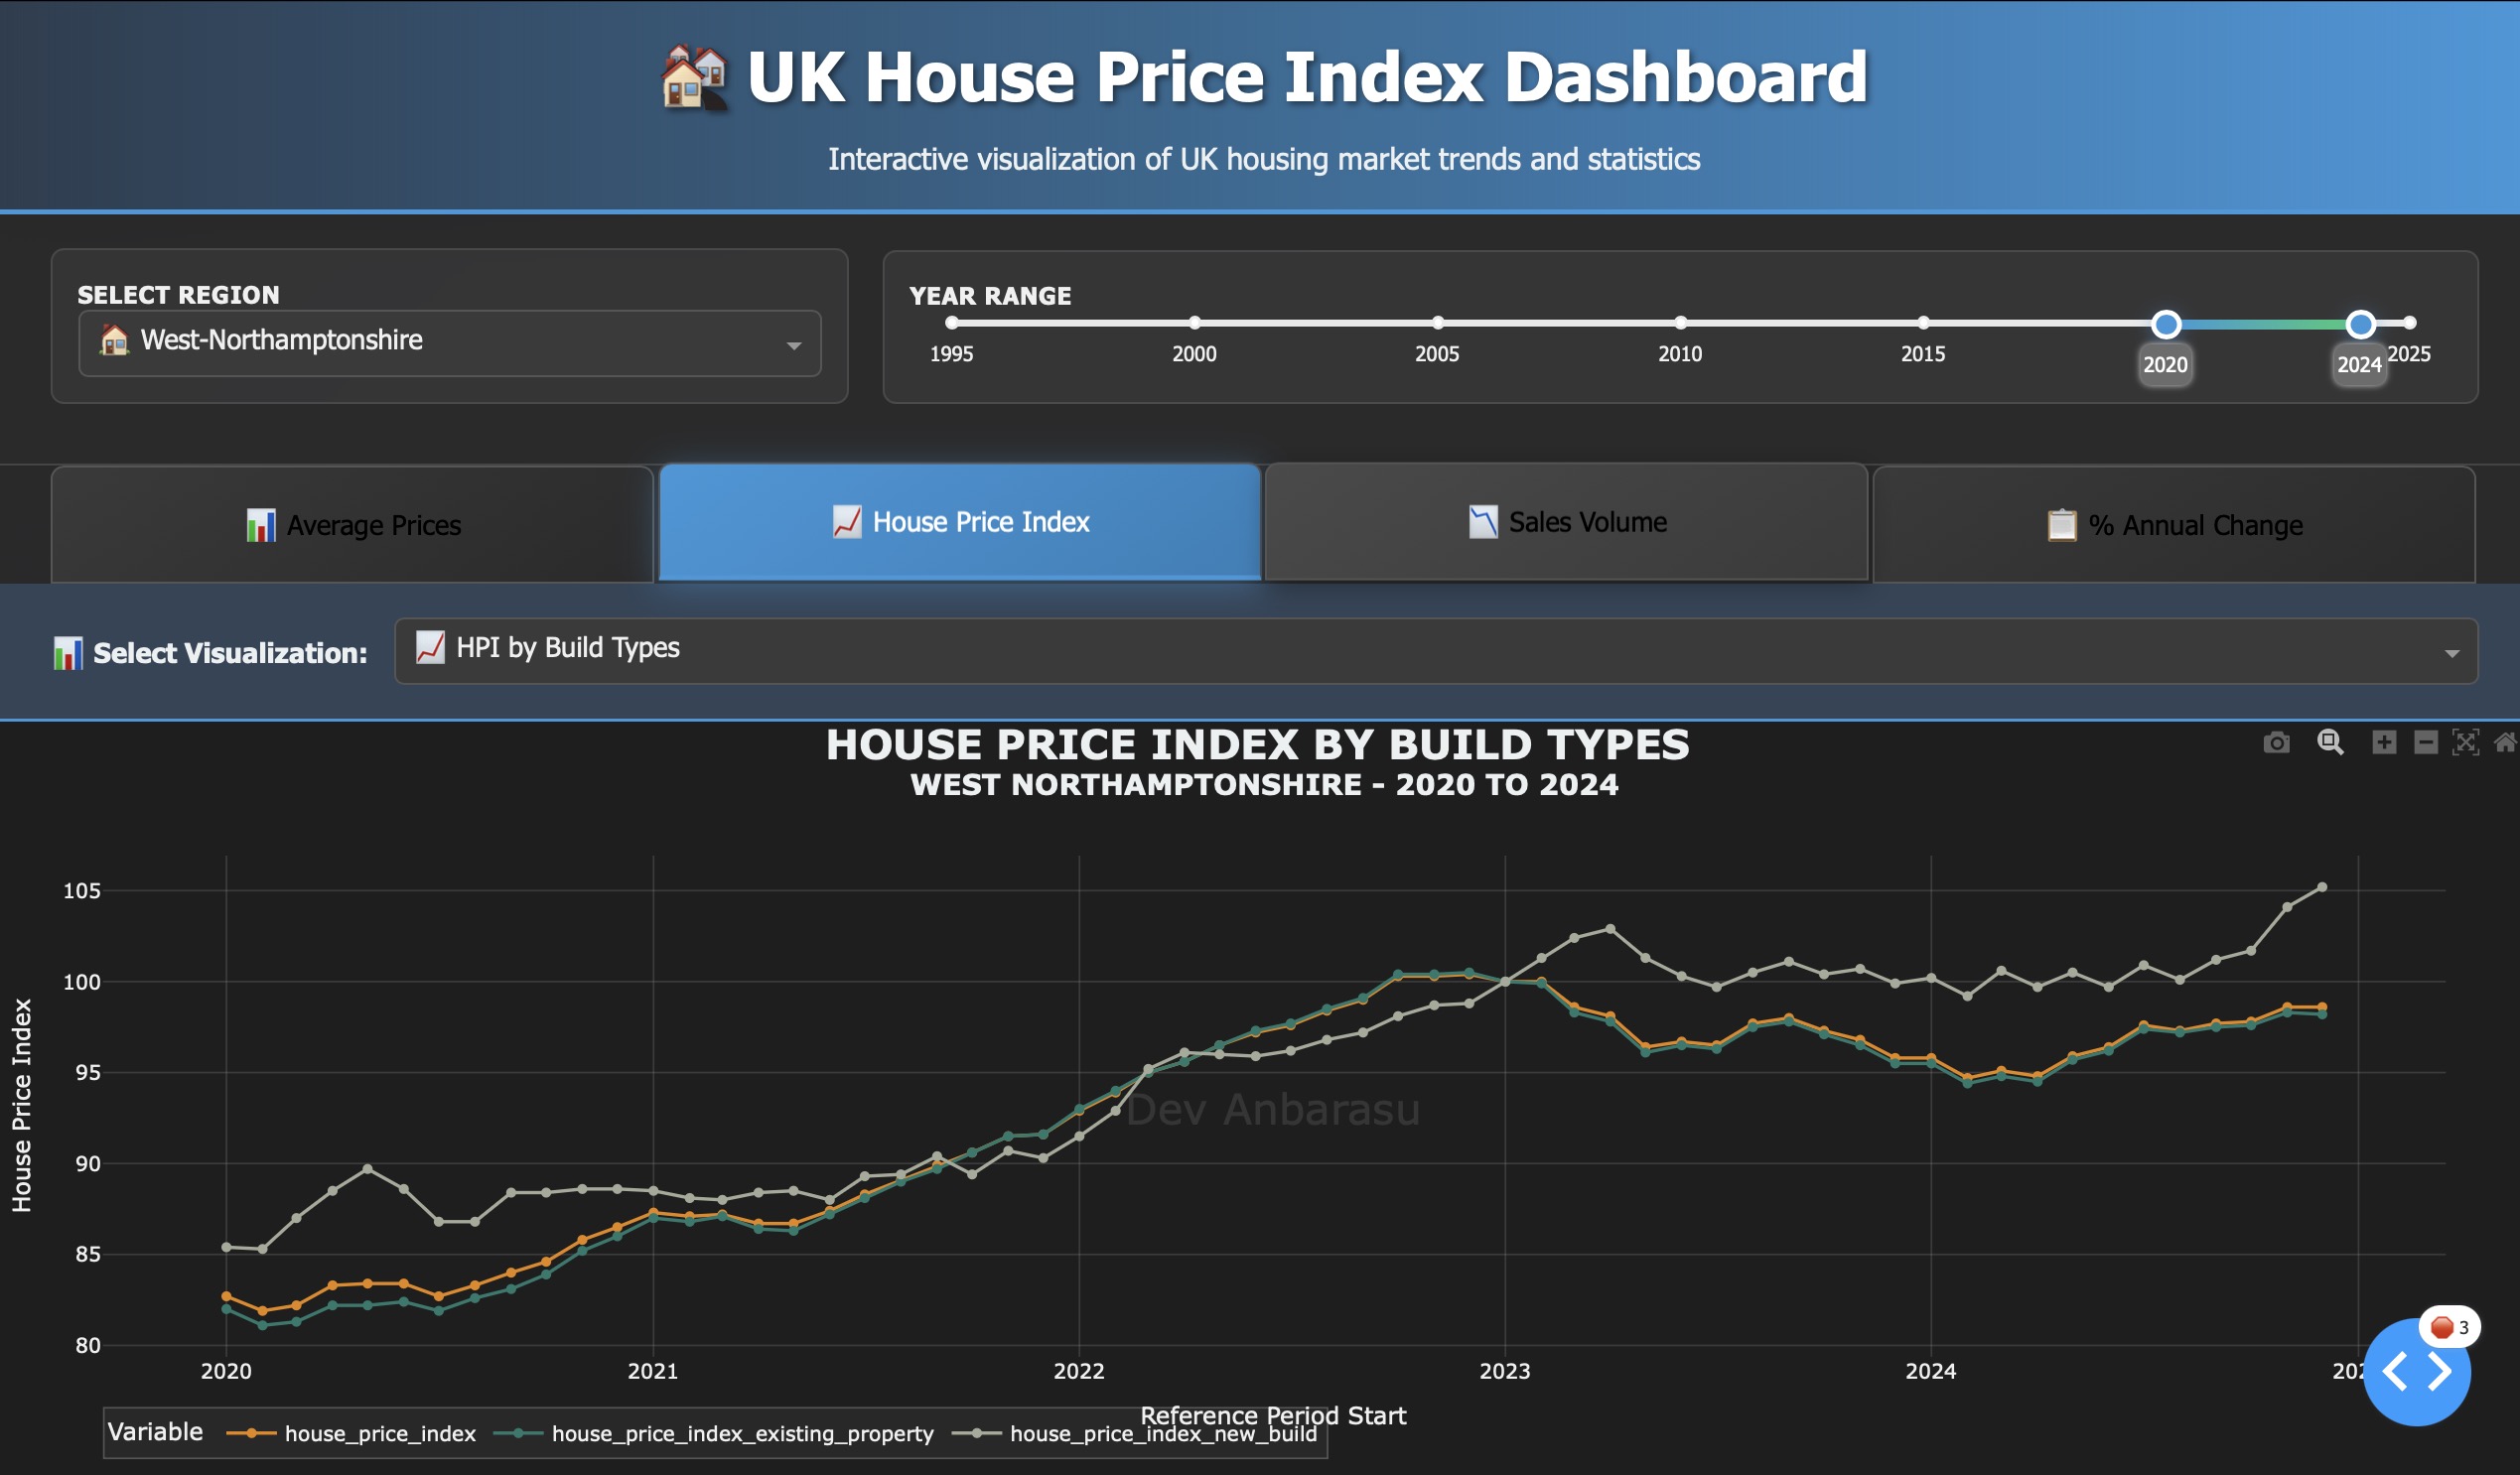 UK House Price Index Dashboard
Interactive visualization of UK housing market trends and statistics
SELECT REGION
West-Northamptonshire
YEAR RANGE
1995 2000 2005 2010 2015 2020 2024 2025
Average Prices
House Price Index
Sales Volume
% Annual Change
Select Visualization:
HPI by Build Types
HOUSE PRICE INDEX BY BUILD TYPES
WEST NORTHAMPTONSHIRE - 2020 TO 2024
House Price Index
105
100
95
90
85
80
Dev Anbarasu
2020 2021 2022 2023 2024
Reference Period Start
Variable house_price_index house_price_index_existing_property house_price_index_new_build
3